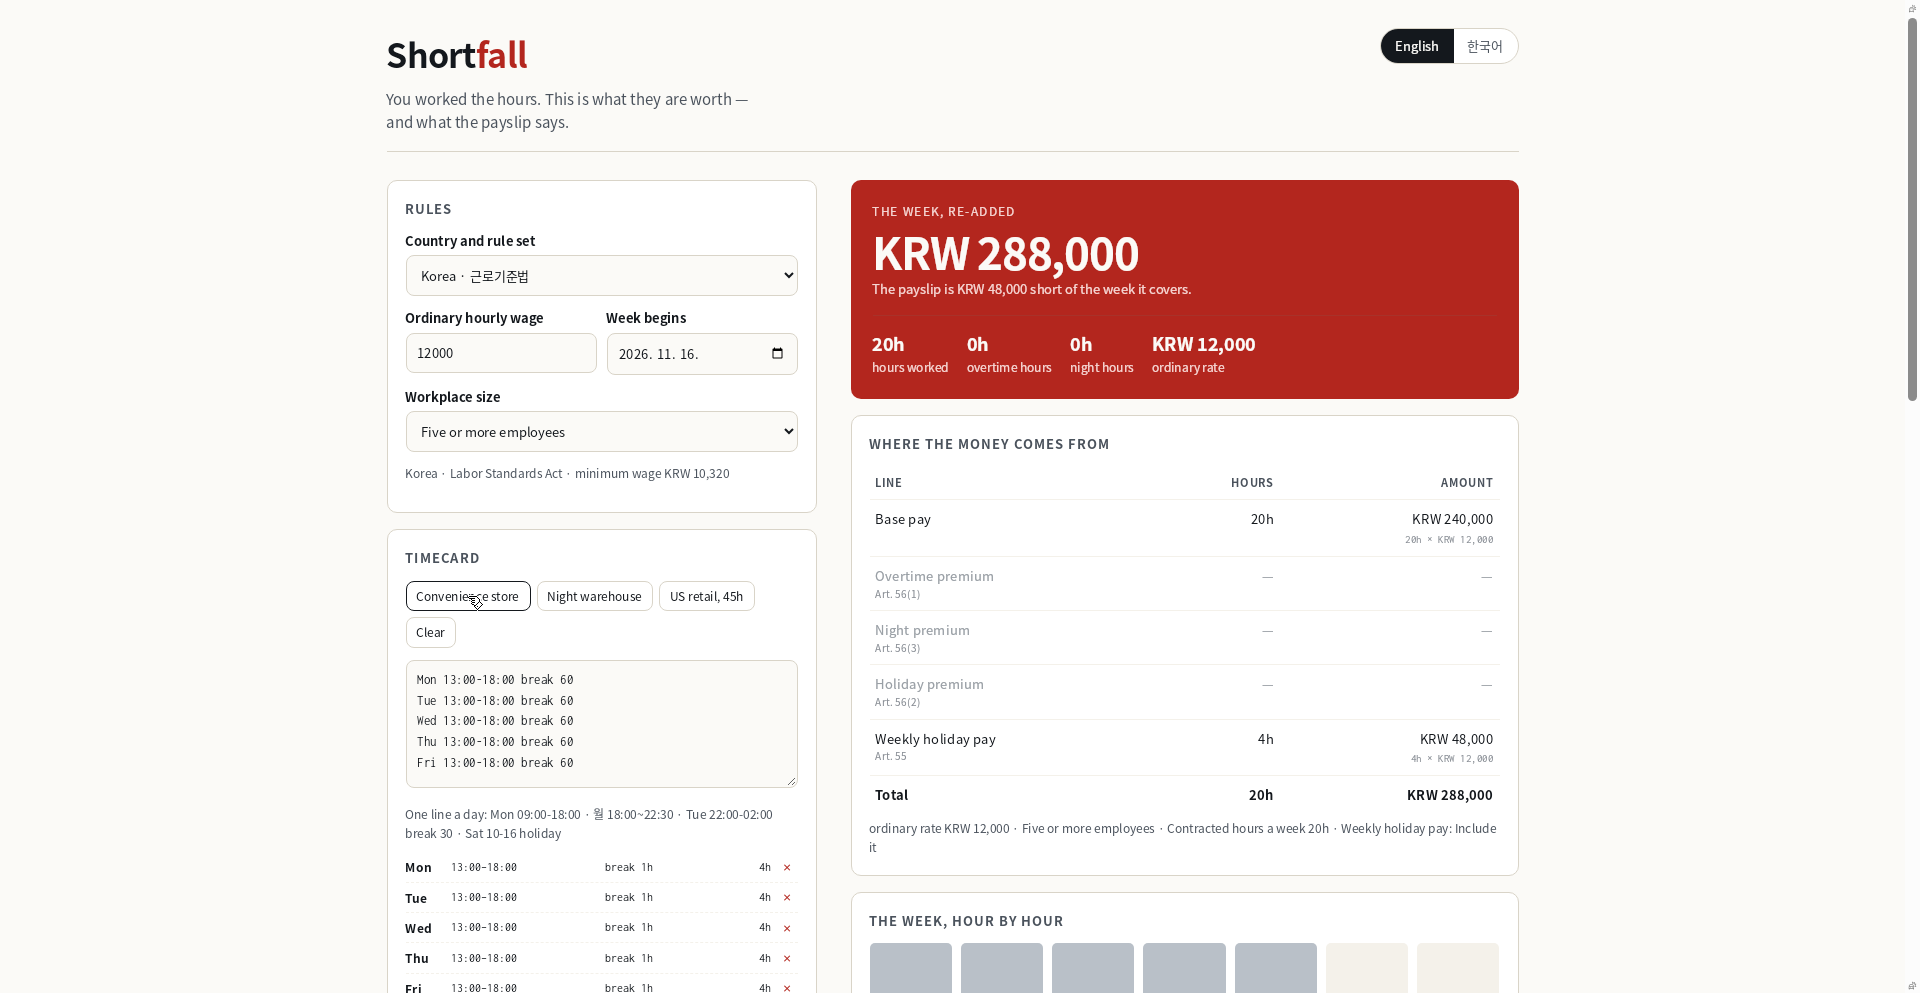 Shortfall
English
한국어
You worked the hours. This is what they are worth —
and what the payslip says.
RULES
Country and rule set
Korea · 근로기준법
Ordinary hourly wage
Week begins
12000
2026. 11. 16.
Workplace size
Five or more employees
Korea · Labor Standards Act · minimum wage KRW 10,320
TIMECARD
Convenience store
Night warehouse
US retail, 45h
Clear
Mon 13:00-18:00 break 60
Tue 13:00-18:00 break 60
Wed 13:00-18:00 break 60
Thu 13:00-18:00 break 60
Fri 13:00-18:00 break 60
One line a day: Mon 09:00-18:00 · 월 18:00~22:30 · Tue 22:00-02:00
break 30 · Sat 10-16 holiday
Mon 13:00–18:00 break 1h 4h ×
Tue 13:00–18:00 break 1h 4h ×
Wed 13:00–18:00 break 1h 4h ×
Thu 13:00–18:00 break 1h 4h ×
Fri 13:00–18:00 break 1h 4h ×
THE WEEK, RE-ADDED
KRW 288,000
The payslip is KRW 48,000 short of the week it covers.
20h 0h 0h KRW 12,000
hours worked overtime hours night hours ordinary rate
WHERE THE MONEY COMES FROM
LINE HOURS AMOUNT
Base pay 20h KRW 240,000
20h × KRW 12,000
Overtime premium — —
Art. 56(1)
Night premium — —
Art. 56(3)
Holiday premium — —
Art. 56(2)
Weekly holiday pay 4h KRW 48,000
Art. 55 4h × KRW 12,000
Total 20h KRW 288,000
ordinary rate KRW 12,000 · Five or more employees · Contracted hours a week 20h · Weekly holiday pay: Include
it
THE WEEK, HOUR BY HOUR